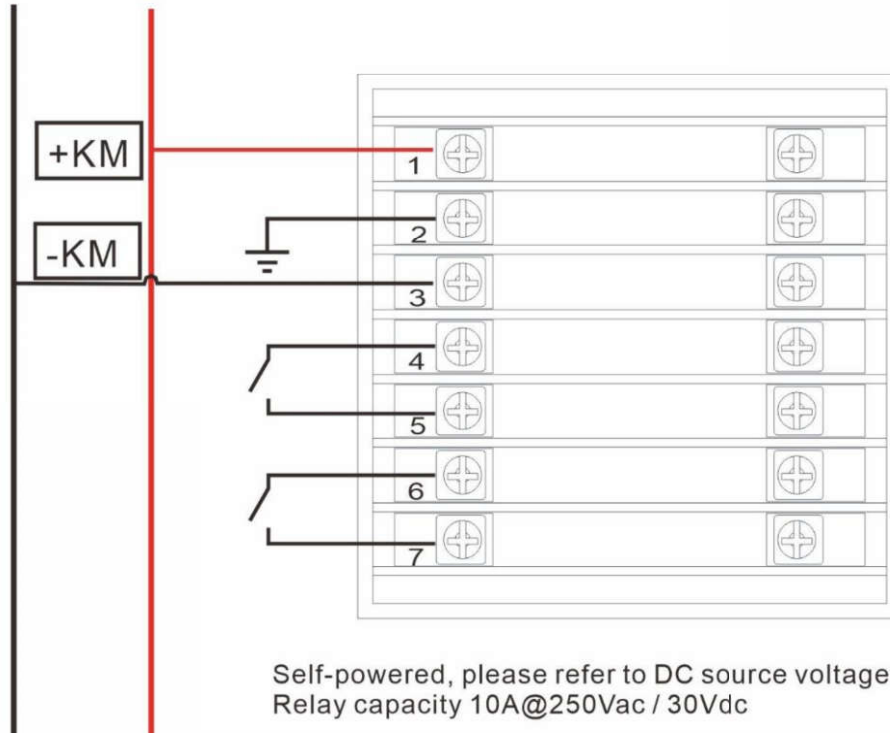 +KM
1
2
-KM
3
4
5
6
7
Self-powered, please refer to DC source voltage
Relay capacity 10A@250Vac / 30Vdc